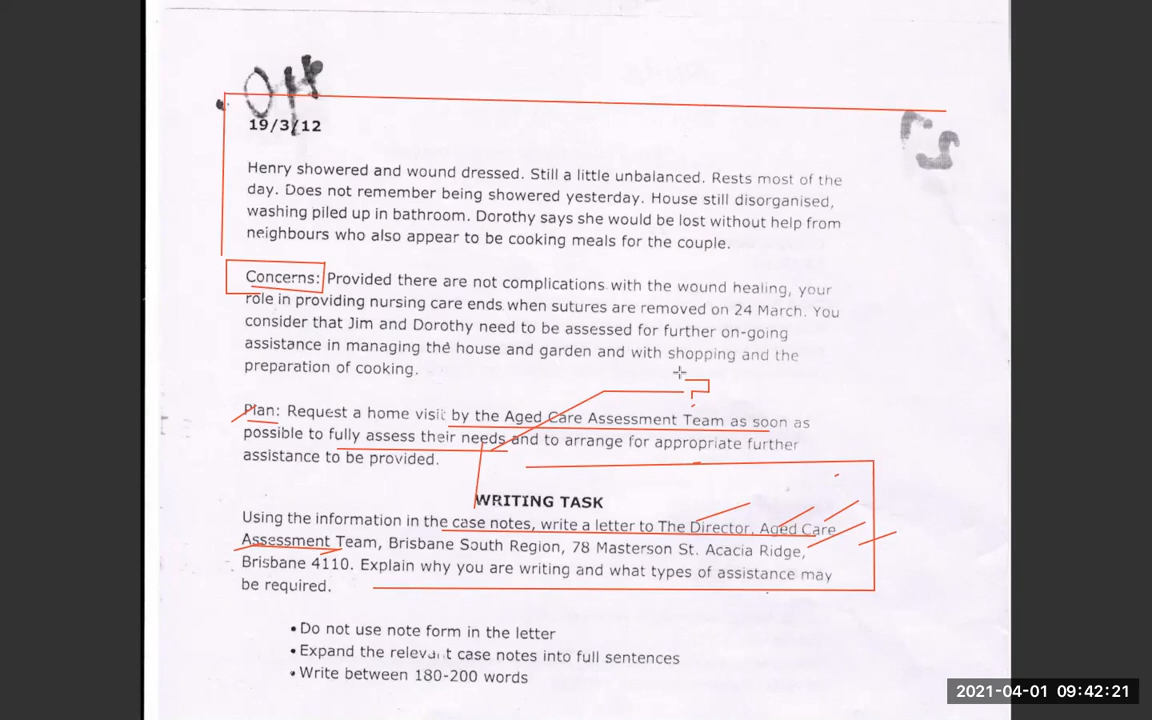 19/3/12
Henry showered and wound dressed. Still a little unbalanced. Rests most of the
day. Does not remember being showered yesterday. House still disorganised,
washing piled up in bathroom. Dorothy says she would be lost without help from
neighbours who also appear to be cooking meals for the couple.
Concerns: Provided there are not complications with the wound healing, your
role in providing nursing care ends when sutures are removed on 24 March. You
consider that Jim and Dorothy need to be assessed for further on-going
assistance in managing the house and garden and with shopping and the
preparation of cooking.
?
Plan: Request a home visit by the Aged Care Assessment Team as soon as
possible to fully assess their needs and to arrange for appropriate further
assistance to be provided.
WRITING TASK
Using the information in the case notes, write a letter to The Director, Aged Care
Assessment Team, Brisbane South Region, 78 Masterson St. Acacia Ridge,
Brisbane 4110. Explain why you are writing and what types of assistance may
be required.
• Do not use note form in the letter
• Expand the relevant case notes into full sentences
• Write between 180-200 words
2021-04-01 09:42:21